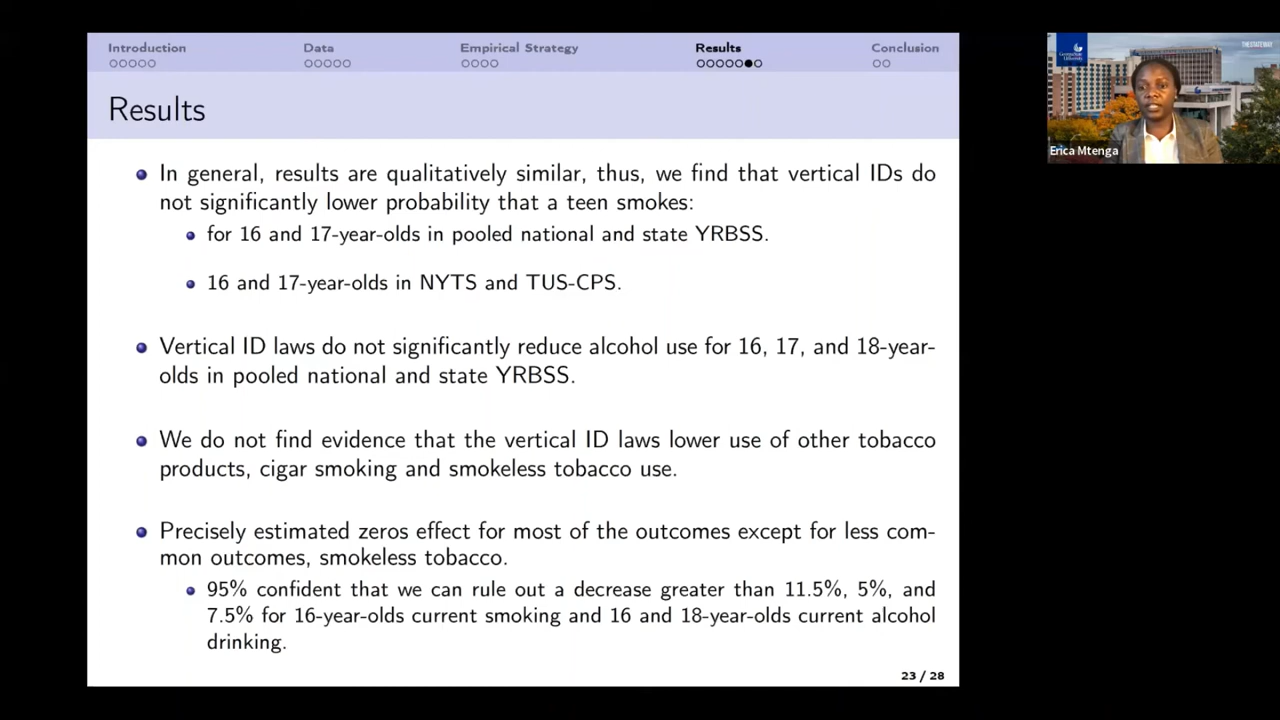 Introduction
Data
Empirical Strategy
Results
Conclusion
Results
In general, results are qualitatively similar, thus, we find that vertical IDs do
not significantly lower probability that a teen smokes:
for 16 and 17-year-olds in pooled national and state YRBSS.
16 and 17-year-olds in NYTS and TUS-CPS.
Vertical ID laws do not significantly reduce alcohol use for 16, 17, and 18-year-
olds in pooled national and state YRBSS.
We do not find evidence that the vertical ID laws lower use of other tobacco
products, cigar smoking and smokeless tobacco use.
Precisely estimated zeros effect for most of the outcomes except for less com-
mon outcomes, smokeless tobacco.
95% confident that we can rule out a decrease greater than 11.5%, 5%, and
7.5% for 16-year-olds current smoking and 16 and 18-year-olds current alcohol
drinking.
23 / 28
THESTATEWAY
Georgia State
University
Erica Mtenga